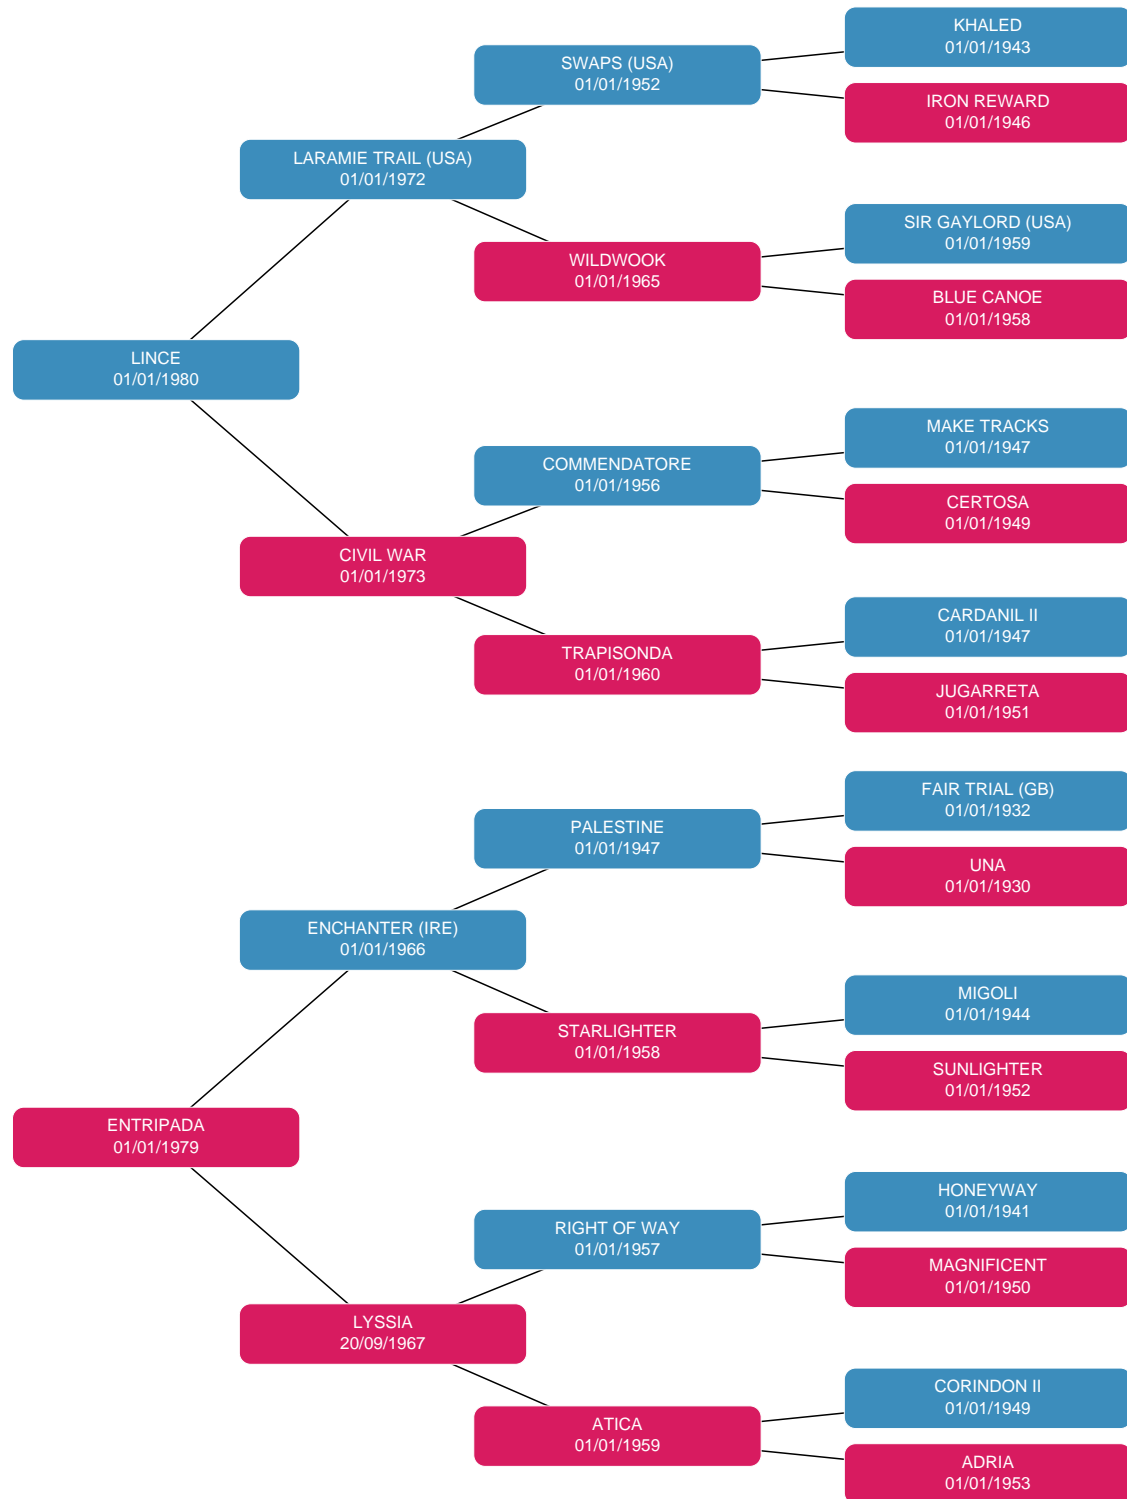 KHALED
01/01/1943
SWAPS (USA)
01/01/1952
IRON REWARD
01/01/1946
LARAMIE TRAIL (USA)
01/01/1972
SIR GAYLORD (USA)
01/01/1959
WILDWOOK
01/01/1965
BLUE CANOE
01/01/1958
LINCE
01/01/1980
MAKE TRACKS
01/01/1947
COMMENDATORE
01/01/1956
CERTOSA
01/01/1949
CIVIL WAR
01/01/1973
CARDANIL II
01/01/1947
TRAPISONDA
01/01/1960
JUGARRETA
01/01/1951
FAIR TRIAL (GB)
01/01/1932
PALESTINE
01/01/1947
UNA
01/01/1930
ENCHANTER (IRE)
01/01/1966
MIGOLI
01/01/1944
STARLIGHTER
01/01/1958
SUNLIGHTER
01/01/1952
ENTRIPADA
01/01/1979
HONEYWAY
01/01/1941
RIGHT OF WAY
01/01/1957
MAGNIFICENT
01/01/1950
LYSSIA
20/09/1967
CORINDON II
01/01/1949
ATICA
01/01/1959
ADRIA
01/01/1953